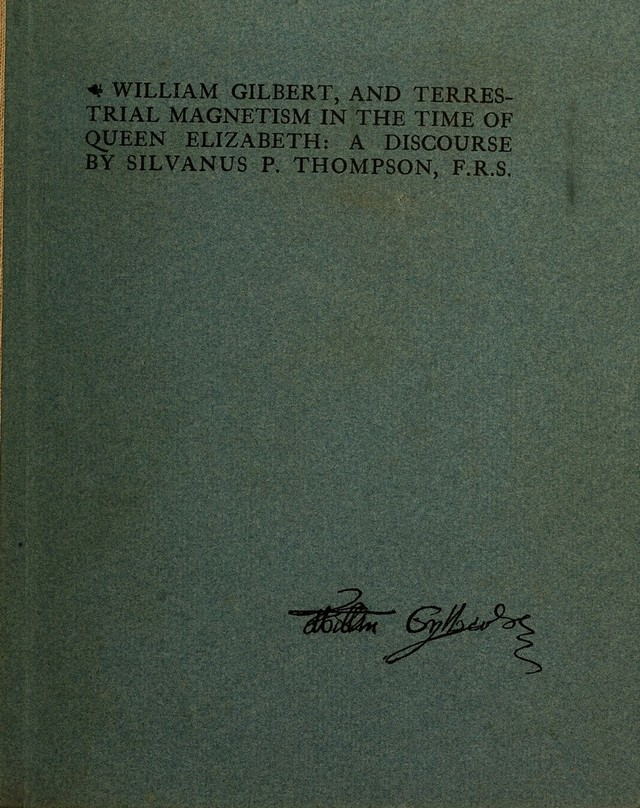 WILLIAM GILBERT, AND TERRES-
TRIAL MAGNETISM IN THE TIME OF
QUEEN ELIZABETH: A DISCOURSE
BY SILVANUS P. THOMPSON, F.R.S.